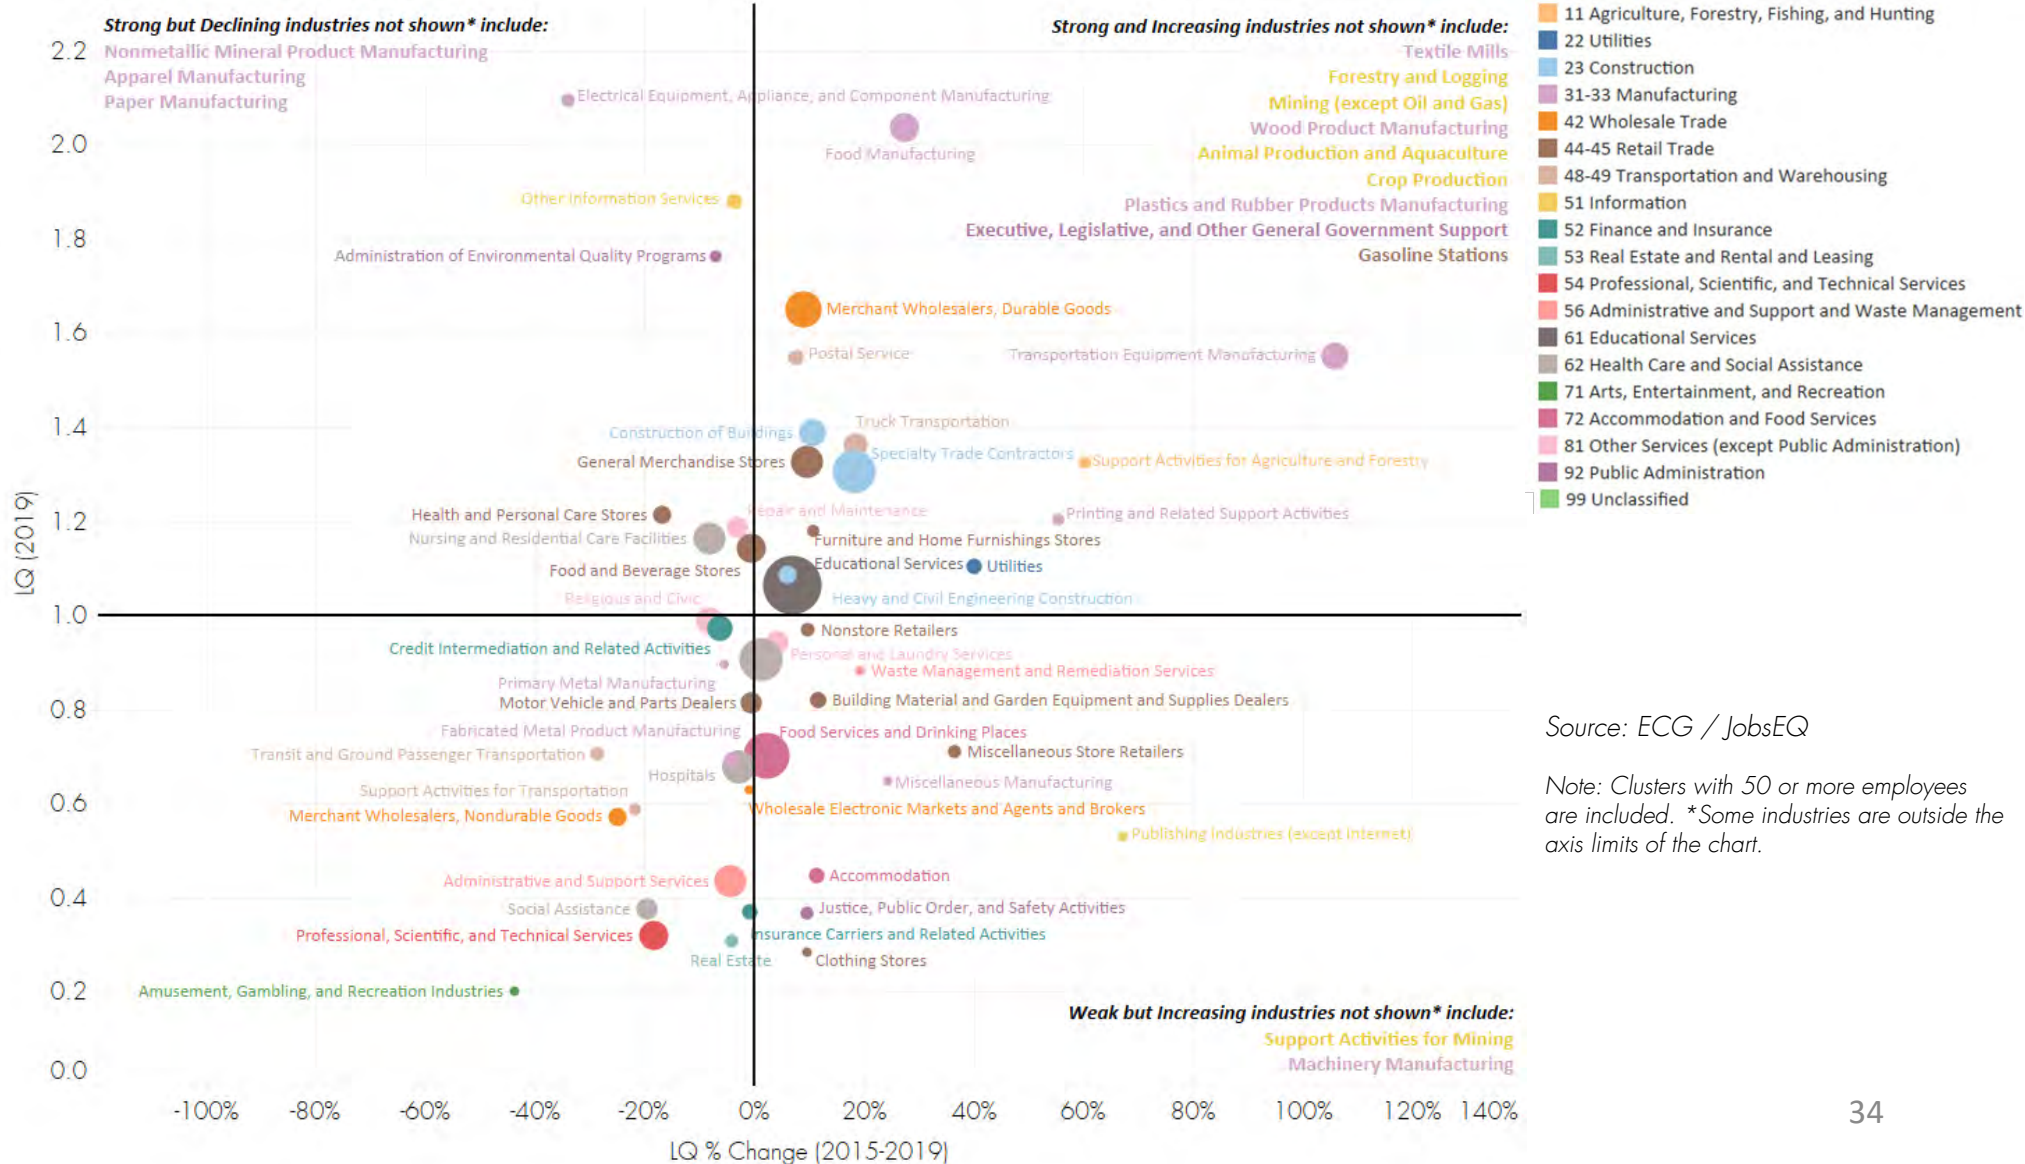 Strong but Declining industries not shown* include:
Nonmetallic Mineral Product Manufacturing
Apparel Manufacturing
Paper Manufacturing
Strong and Increasing industries not shown* include:
Textile Mills
Forestry and Logging
Mining (except Oil and Gas)
Wood Product Manufacturing
Animal Production and Aquaculture
Crop Production
Plastics and Rubber Products Manufacturing
Executive, Legislative, and Other General Government Support
Gasoline Stations
2.2
2.0
1.8
1.6
1.4
1.2
1.0
0.8
0.6
0.4
0.2
0.0
LQ (2019)
Electrical Equipment, Appliance, and Component Manufacturing
Food Manufacturing
Other Information Services
Administration of Environmental Quality Programs
Merchant Wholesalers, Durable Goods
Postal Service
Transportation Equipment Manufacturing
Truck Transportation
Construction of Buildings
Specialty Trade Contractors
General Merchandise Stores
Support Activities for Agriculture and Forestry
Health and Personal Care Stores
Repair and Maintenance
Printing and Related Support Activities
Nursing and Residential Care Facilities
Furniture and Home Furnishings Stores
Food and Beverage Stores
Educational Services
Utilities
Religious and Civic
Heavy and Civil Engineering Construction
Nonstore Retailers
Credit Intermediation and Related Activities
Personal and Laundry Services
Waste Management and Remediation Services
Primary Metal Manufacturing
Motor Vehicle and Parts Dealers
Building Material and Garden Equipment and Supplies Dealers
Fabricated Metal Product Manufacturing
Food Services and Drinking Places
Transit and Ground Passenger Transportation
Miscellaneous Store Retailers
Hospitals
Miscellaneous Manufacturing
Support Activities for Transportation
Wholesale Electronic Markets and Agents and Brokers
Merchant Wholesalers, Nondurable Goods
Publishing Industries (except Internet)
Administrative and Support Services
Accommodation
Social Assistance
Justice, Public Order, and Safety Activities
Professional, Scientific, and Technical Services
Insurance Carriers and Related Activities
Real Estate
Clothing Stores
Amusement, Gambling, and Recreation Industries
Weak but Increasing industries not shown* include:
Support Activities for Mining
Machinery Manufacturing
-100% -80% -60% -40% -20% 0% 20% 40% 60% 80% 100% 120% 140%
LQ % Change (2015-2019)
11 Agriculture, Forestry, Fishing, and Hunting
22 Utilities
23 Construction
31-33 Manufacturing
42 Wholesale Trade
44-45 Retail Trade
48-49 Transportation and Warehousing
51 Information
52 Finance and Insurance
53 Real Estate and Rental and Leasing
54 Professional, Scientific, and Technical Services
56 Administrative and Support and Waste Management
61 Educational Services
62 Health Care and Social Assistance
71 Arts, Entertainment, and Recreation
72 Accommodation and Food Services
81 Other Services (except Public Administration)
92 Public Administration
99 Unclassified
Source: ECG / JobsEQ
Note: Clusters with 50 or more employees
are included. *Some industries are outside the
axis limits of the chart.
34